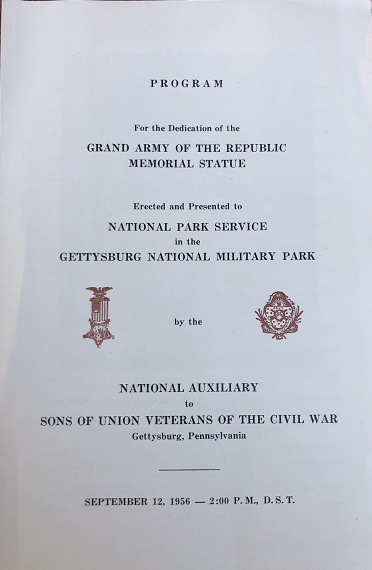 PROGRAM
For the Dedication of the
GRAND ARMY OF THE REPUBLIC
MEMORIAL STATUE
Erected and Presented to
NATIONAL PARK SERVICE
in the
GETTYSBURG NATIONAL MILITARY PARK
by the
NATIONAL AUXILIARY
to
SONS OF UNION VETERANS OF THE CIVIL WAR
Gettysburg, Pennsylvania
SEPTEMBER 12, 1956 — 2:00 P. M., D. S. T.